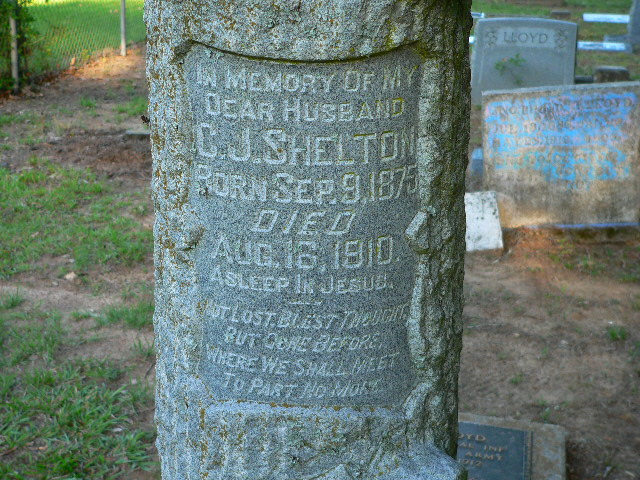 IN MEMORY OF MY
DEAR HUSBAND
C. J. SHELTON
BORN SEP. 9, 1875
DIED
AUG. 16, 1810.
ASLEEP IN JESUS.
NOT LOST, BLEST THOUGHT,
BUT GONE BEFORE
WHERE WE SHALL MEET
TO PART NO MORE
LLOYD